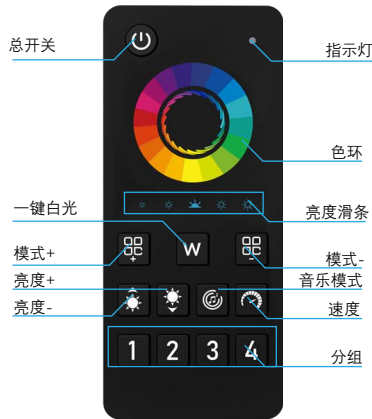 总开关
指示灯
色环
一键白光
亮度滑条
模式+
W
模式-
亮度+
音乐模式
亮度-
速度
1 2 3 4
分组